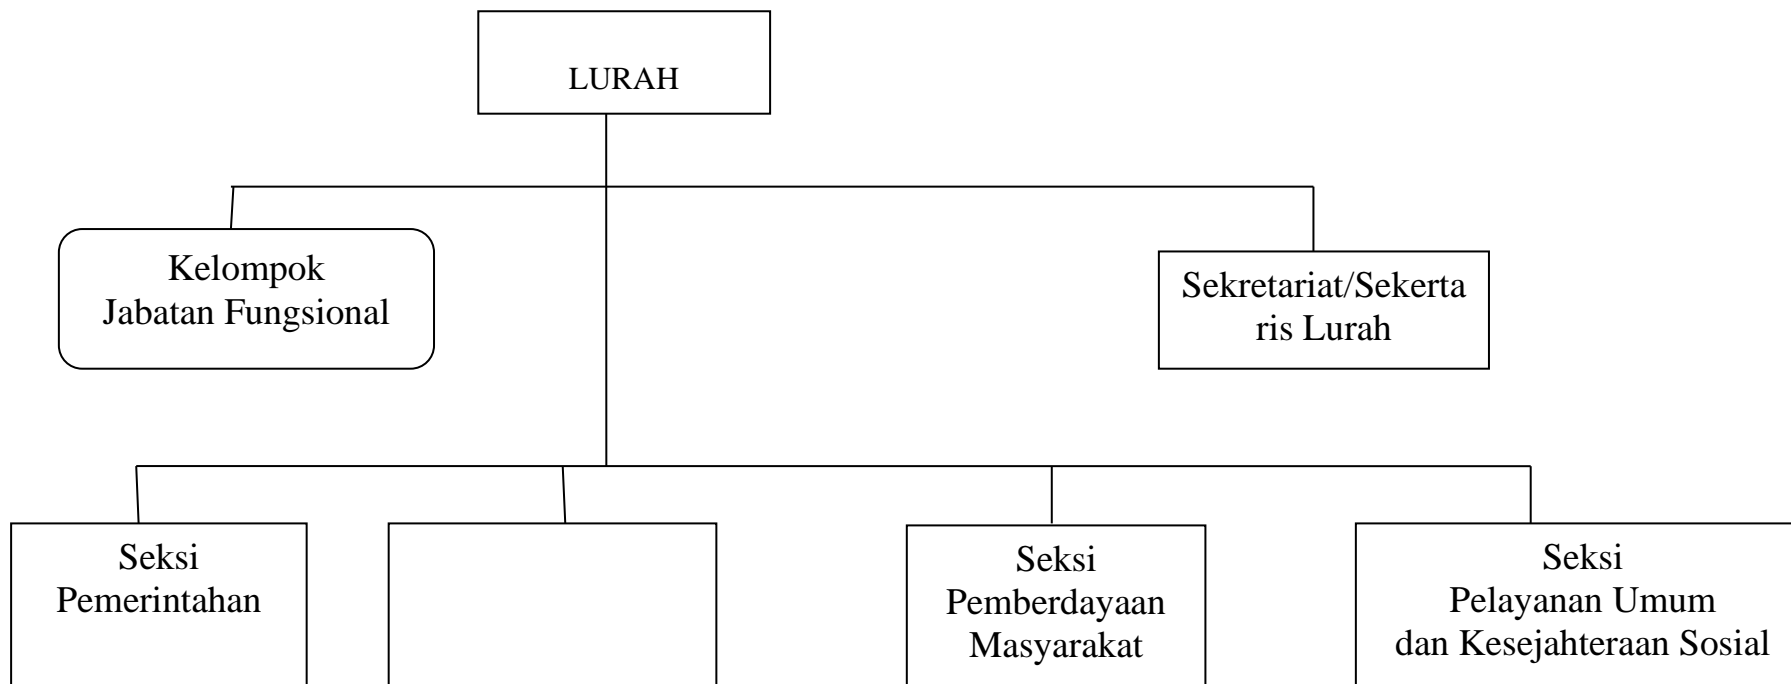 LURAH
Kelompok
Jabatan Fungsional
Sekretariat/Sekerta
ris Lurah
Seksi
Pemerintahan
Seksi
Pemberdayaan
Masyarakat
Seksi
Pelayanan Umum
dan Kesejahteraan Sosial